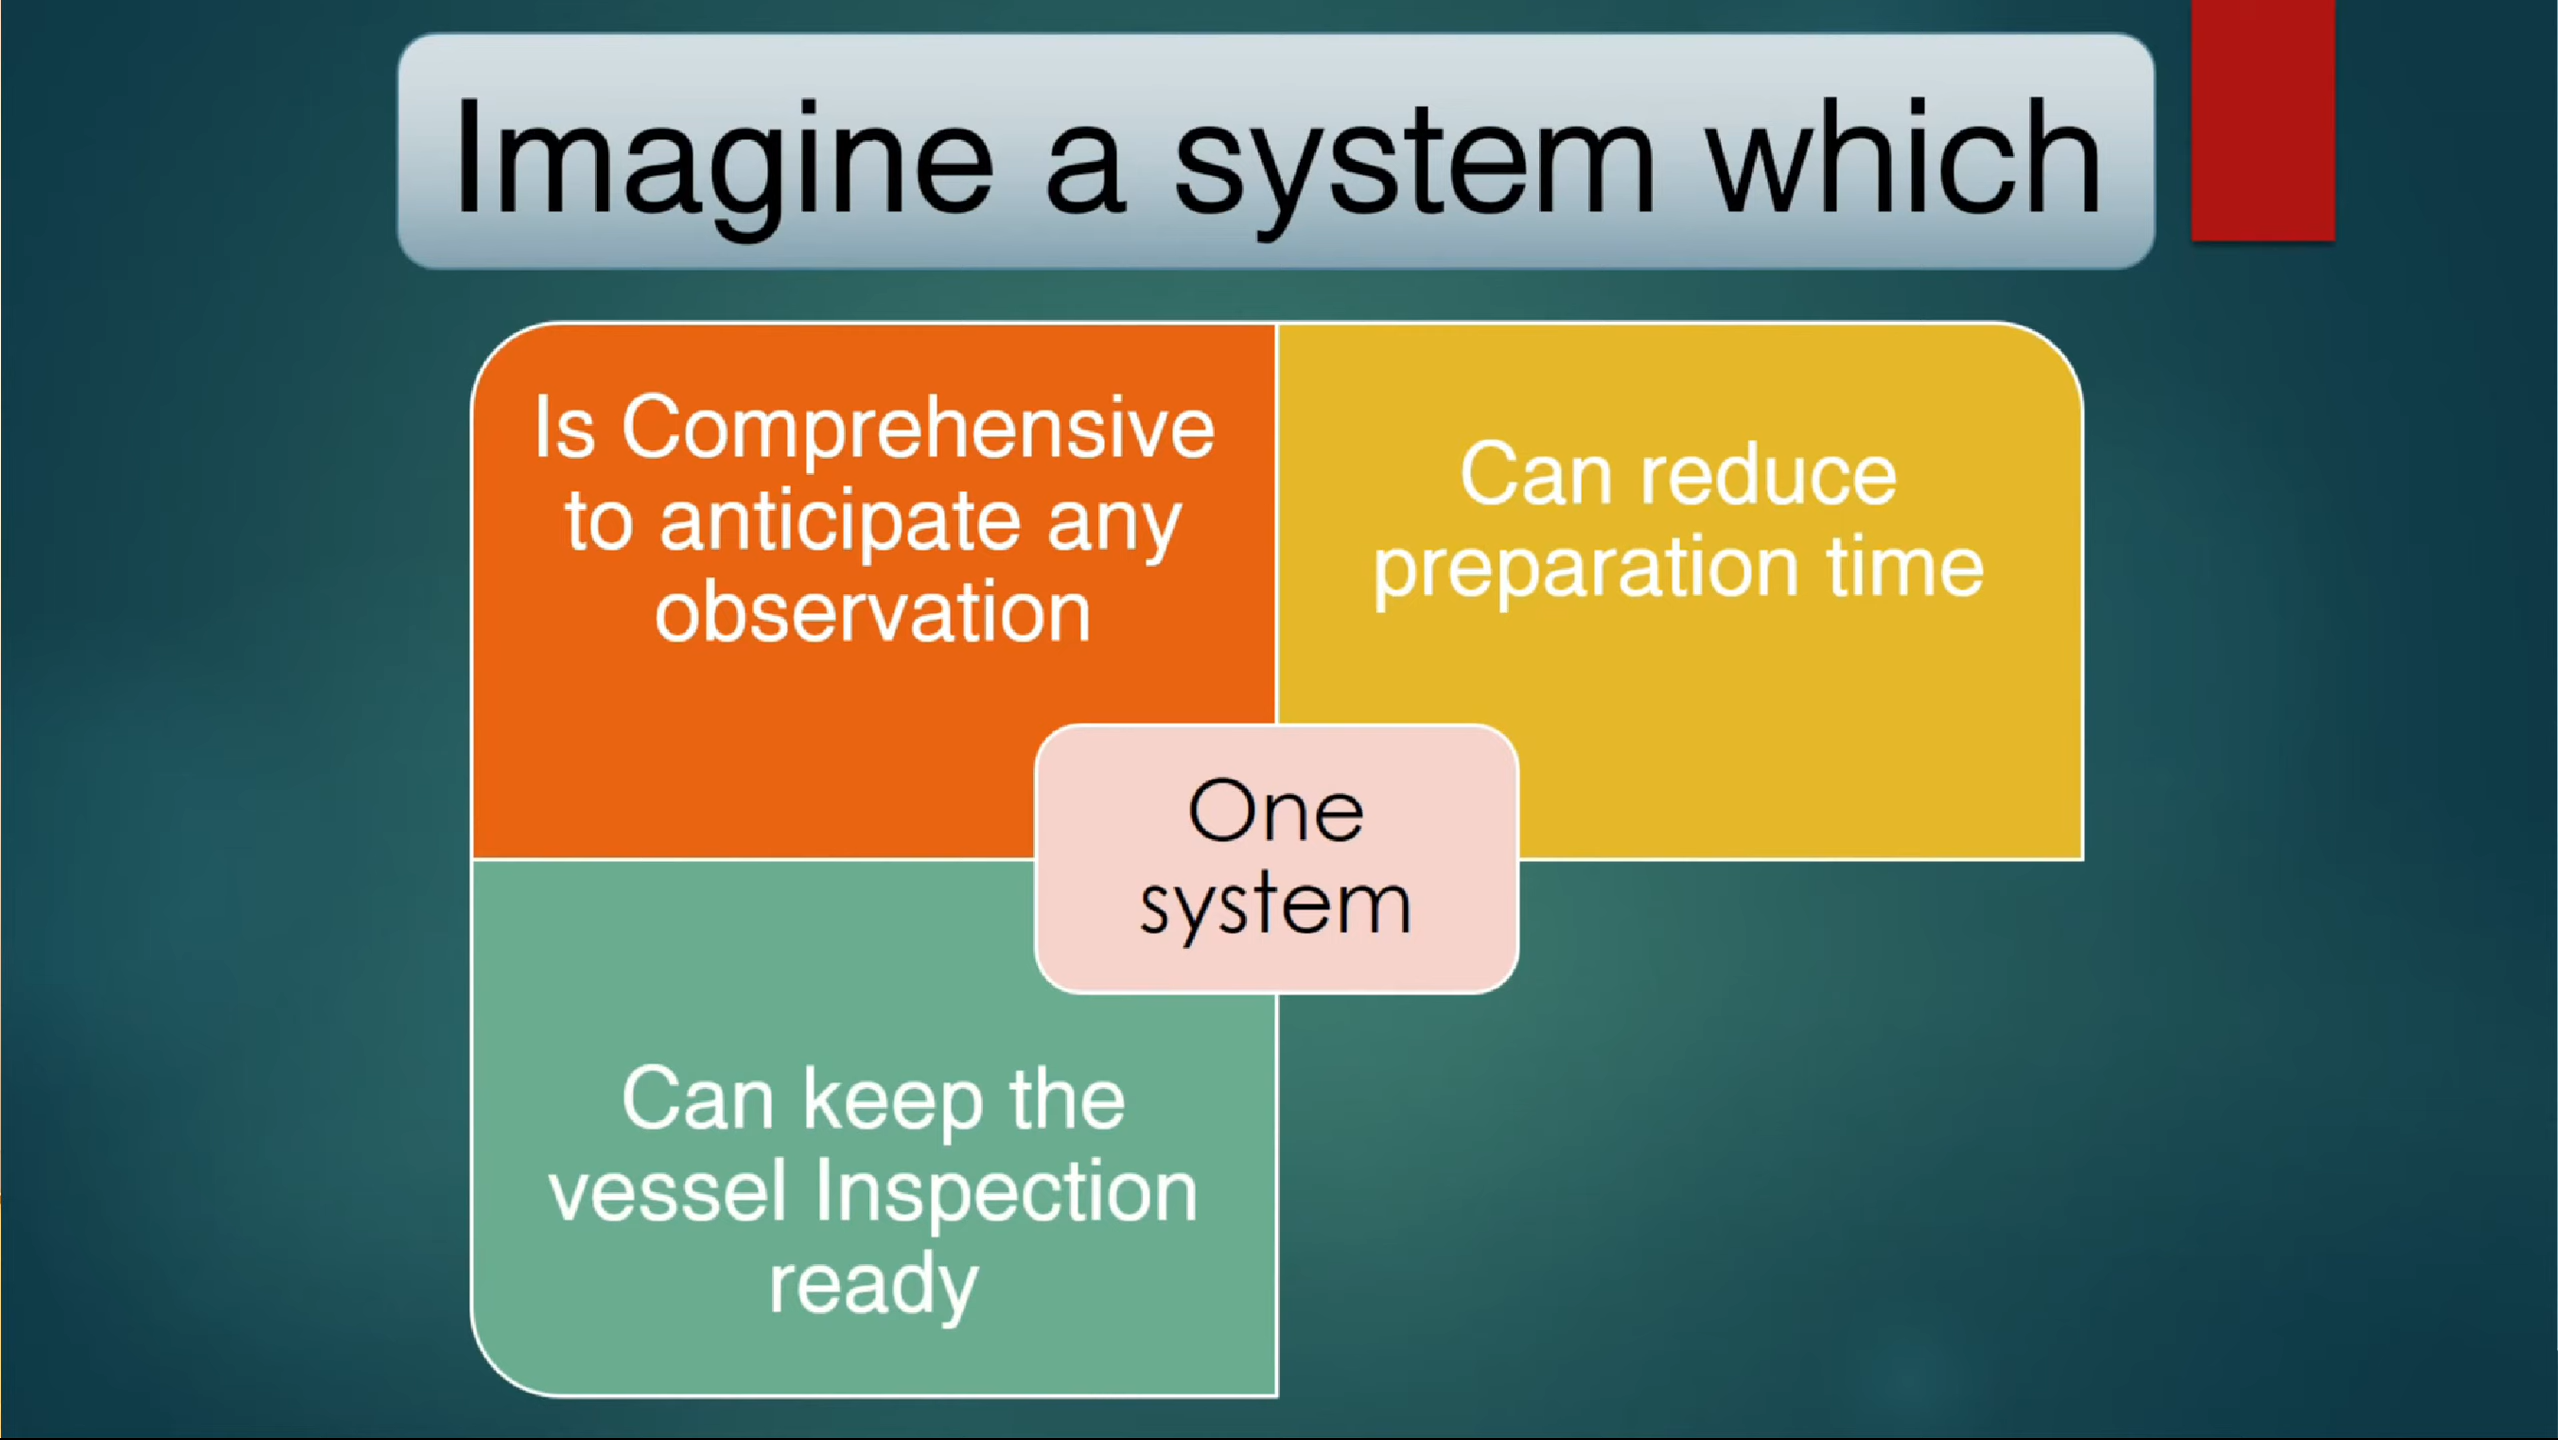 Imagine a system which
Is Comprehensive
to anticipate any
observation
Can reduce
preparation time
One
system
Can keep the
vessel Inspection
ready